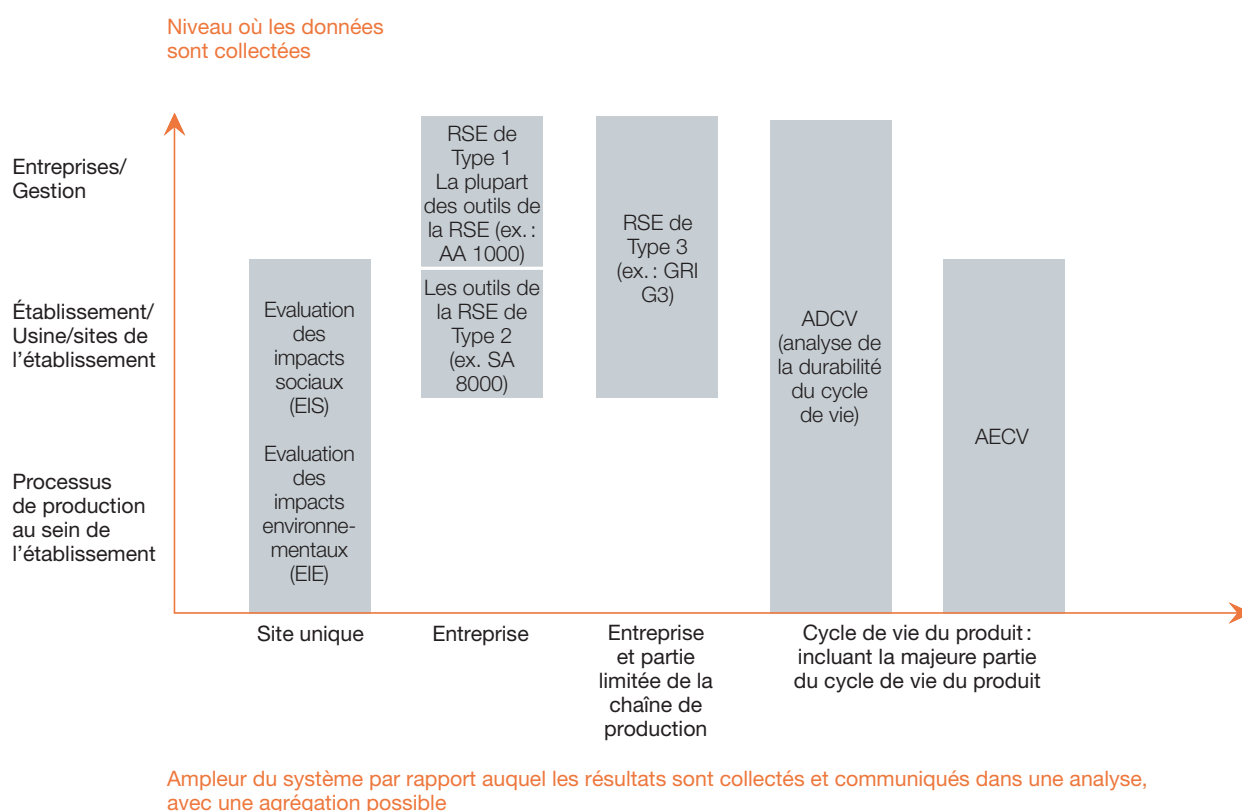 Niveau où les données
sont collectées
Entreprises/
Gestion
Établissement/
Usine/sites de
l'établissement
Processus
de production
au sein de
l'établissement
Evaluation
des
impacts
sociaux
(EIS)
Evaluation
des
impacts
environne-
mentaux
(EIE)
RSE de
Type 1
La plupart
des outils de
la RSE (ex. :
AA 1000)
Les outils de
la RSE de
Type 2
(ex. SA
8000)
RSE de
Type 3
(ex. : GRI
G3)
ADCV
(analyse de
la durabilité
du cycle
de vie)
AECV
Site unique
Entreprise
Entreprise
et partie
limitée de la
chaîne de
production
Cycle de vie du produit :
incluant la majeure partie
du cycle de vie du produit
Ampleur du système par rapport auquel les résultats sont collectés et communiqués dans une analyse,
avec une agrégation possible